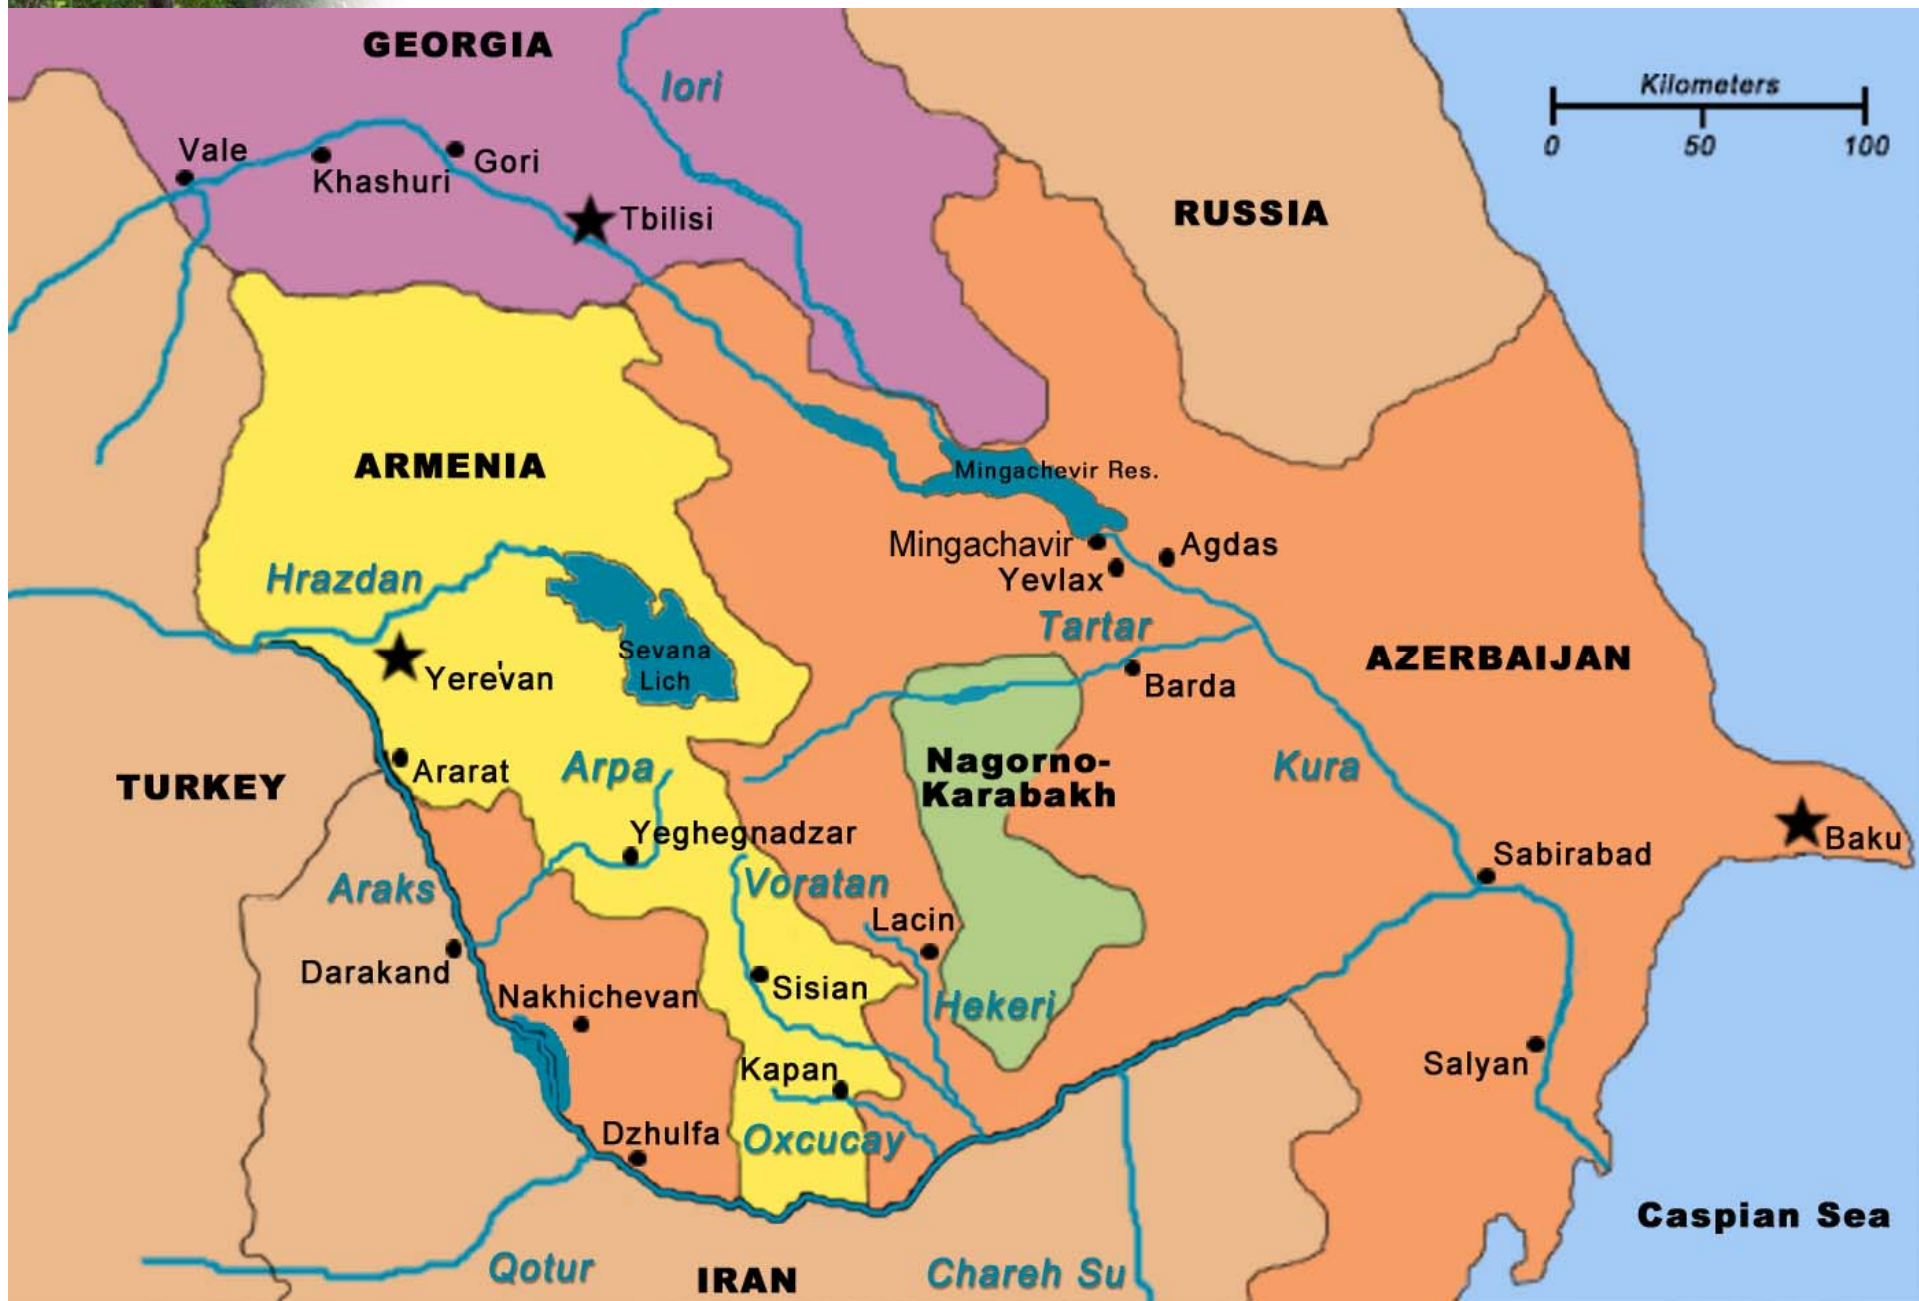 GEORGIA
Iori
Kilometers
0 50 100
Vale
Khashuri
Gori
Tbilisi
RUSSIA
ARMENIA
Mingachevir Res.
Mingachavir
Agdas
Yevlax
Hrazdan
Tartar
Sevana
Lich
AZERBAIJAN
Yere'van
Barda
Ararat
Arpa
Nagorno-
Karabakh
Kura
TURKEY
Yeghegnadzar
Baku
Sabirabad
Araks
Voratan
Lacin
Darakand
Nakhichevan
Sisian
Hekeri
Kapan
Salyan
Dzhulfa
Oxcucay
Caspian Sea
Qotur
IRAN
Chareh Su